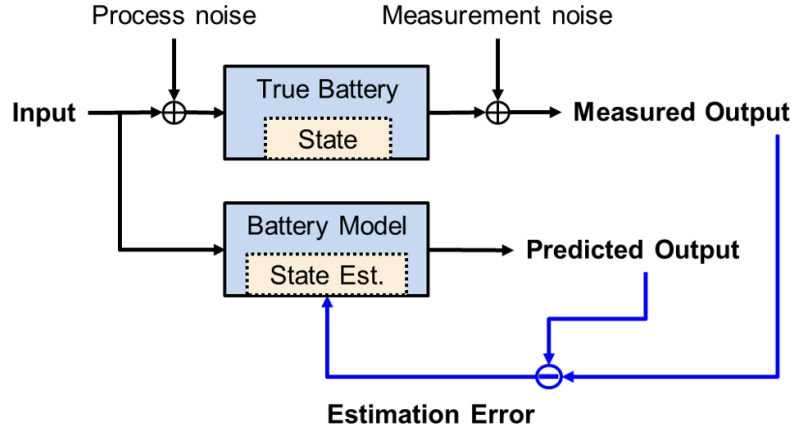 Process noise
Measurement noise
Input
True Battery
State
Measured Output
Battery Model
State Est.
Predicted Output
Estimation Error